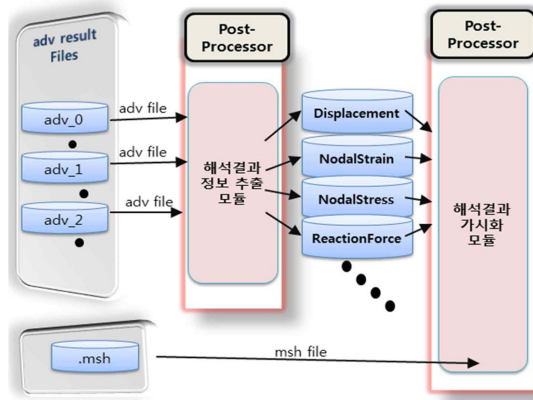 adv result
Files
adv_0
adv_1
adv_2
adv file
adv file
adv file
Post-
Processor
해석결과
정보 추출
모듈
Displacement
NodalStrain
NodalStress
ReactionForce
Post-
Processor
해석결과
가시화
모듈
.msh
msh file